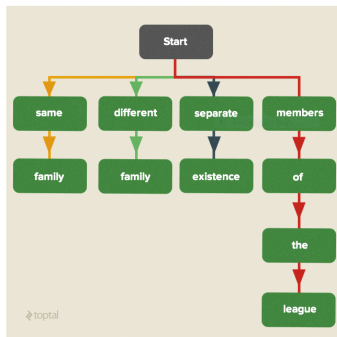 Start
same different separate members
family family existence of
the
league
toptal